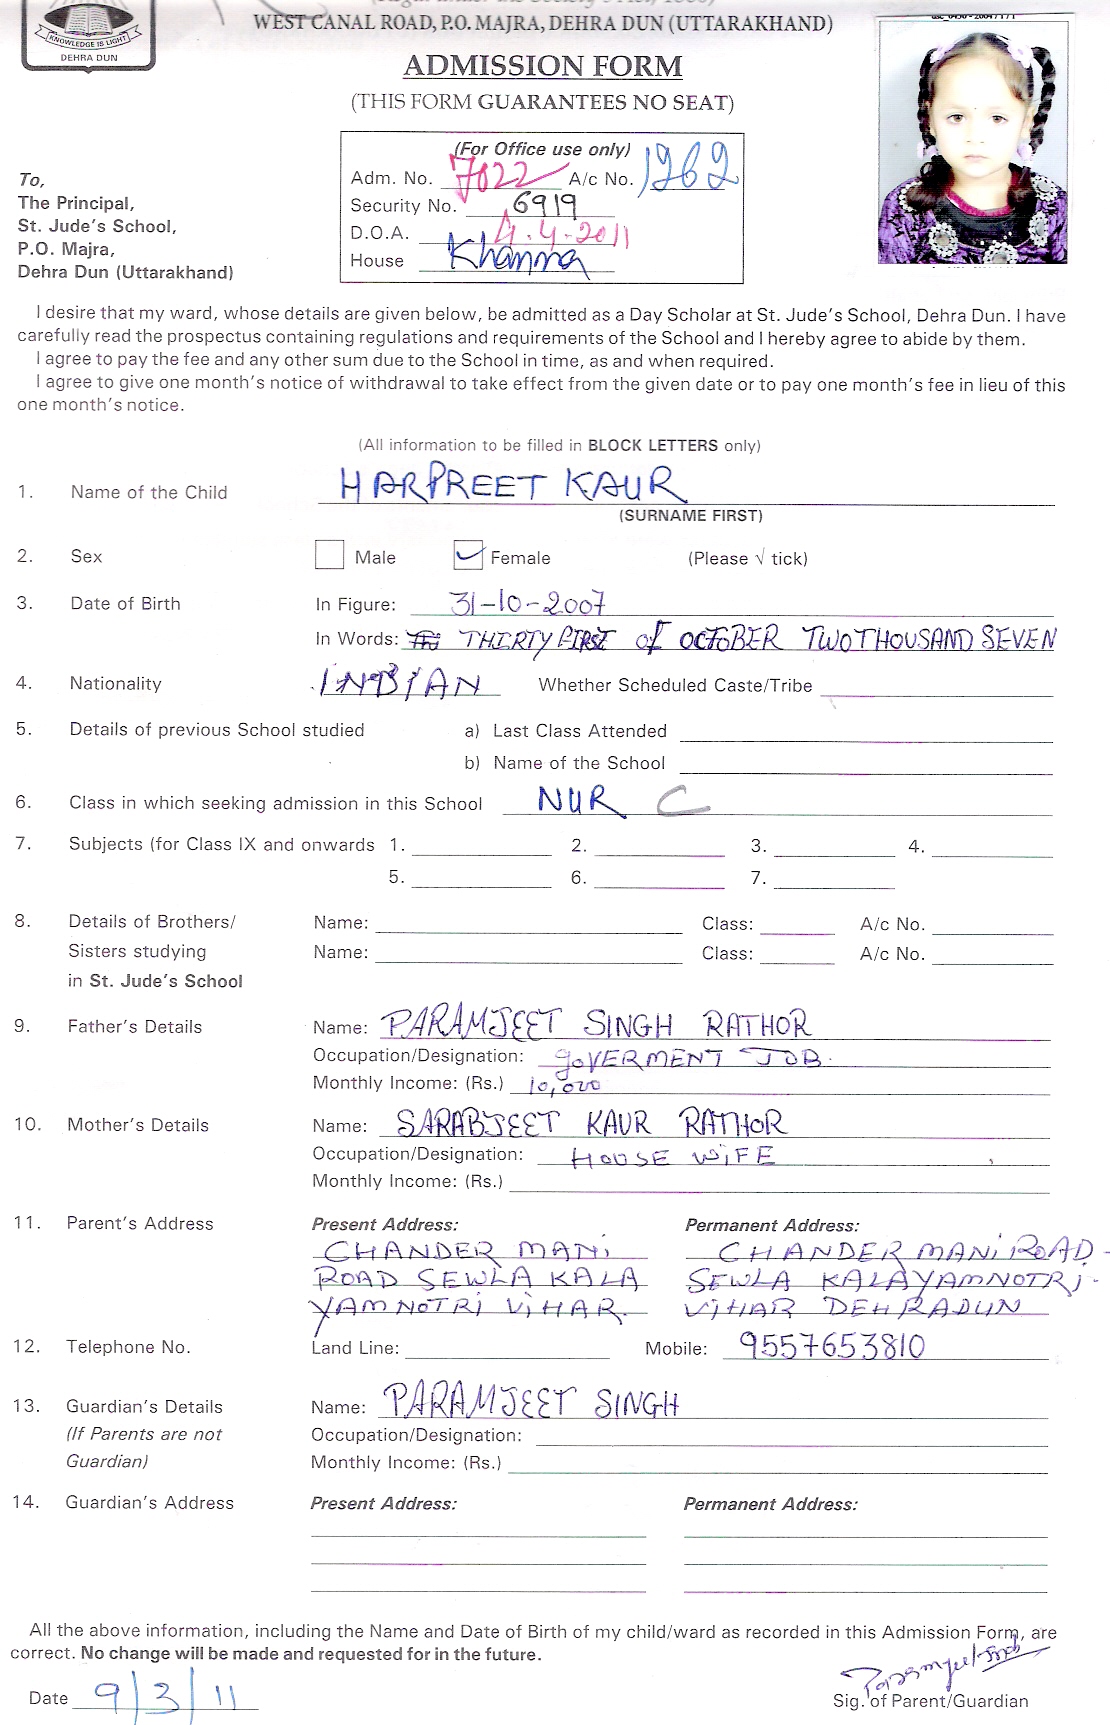 WEST CANAL ROAD, P.O. MAJRA, DEHRA DUN (UTTARAKHAND)
KNOWLEDGE IS LIGHT
DEHRA DUN
ADMISSION FORM
(THIS FORM GUARANTEES NO SEAT)
(For Office use only)
Adm. No. 7022 A/c No. 1262
Security No. 6919
D.O.A. 4.4-2011
House Khanna
To,
The Principal,
St. Jude's School,
P.O. Majra,
Dehra Dun (Uttarakhand)
I desire that my ward, whose details are given below, be admitted as a Day Scholar at St. Jude's School, Dehra Dun. I have
carefully read the prospectus containing regulations and requirements of the School and I hereby agree to abide by them.
I agree to pay the fee and any other sum due to the School in time, as and when required.
I agree to give one month's notice of withdrawal to take effect from the given date or to pay one month's fee in lieu of this
one month's notice.
(All information to be filled in BLOCK LETTERS only)
1. Name of the Child HARPREET KAUR
(SURNAME FIRST)
2. Sex Male Female (Please √ tick)
3. Date of Birth In Figure: 31-10-2007
In Words: THIRTY FIRST of OCTOBER TWO THOUSAND SEVEN
4. Nationality INDIAN Whether Scheduled Caste/Tribe
5. Details of previous School studied a) Last Class Attended
b) Name of the School
6. Class in which seeking admission in this School NUR C
7. Subjects (for Class IX and onwards 1. 2. 3. 4.
5. 6. 7.
8. Details of Brothers/ Name: Class: A/c No.
Sisters studying Name: Class: A/c No.
in St. Jude's School
9. Father's Details Name: PARAMJEET SINGH RATHOR
Occupation/Designation: GOVERMENT JOB.
Monthly Income: (Rs.) 10,000
10. Mother's Details Name: SARABJEET KAUR RATHOR
Occupation/Designation: HOUSE WiFE
Monthly Income: (Rs.)
11. Parent's Address Present Address: Permanent Address:
CHANDER MANi CHANDER MANi ROAD-
ROAD SEWLA KALA SEWLA KALA YAMNOTRi-
YAMNOTRi ViHAR. ViHAR DEHRADUN
12. Telephone No. Land Line: Mobile: 9557653810
13. Guardian's Details Name: PARAMJEET SINGH
(If Parents are not Occupation/Designation:
Guardian) Monthly Income: (Rs.)
14. Guardian's Address Present Address: Permanent Address:
All the above information, including the Name and Date of Birth of my child/ward as recorded in this Admission Form, are
correct. No change will be made and requested for in the future.
Paramjeet Singh
Date 9/3/11 Sig. of Parent/Guardian